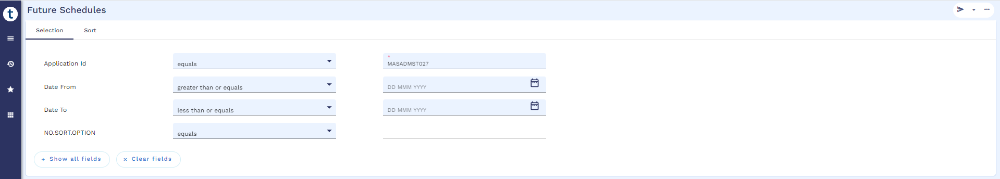 t
Future Schedules
Selection Sort
Application Id equals * MASADMST027
Date From greater than or equals DD MMM YYYY
Date To less than or equals DD MMM YYYY
NO.SORT.OPTION equals
+ Show all fields × Clear fields